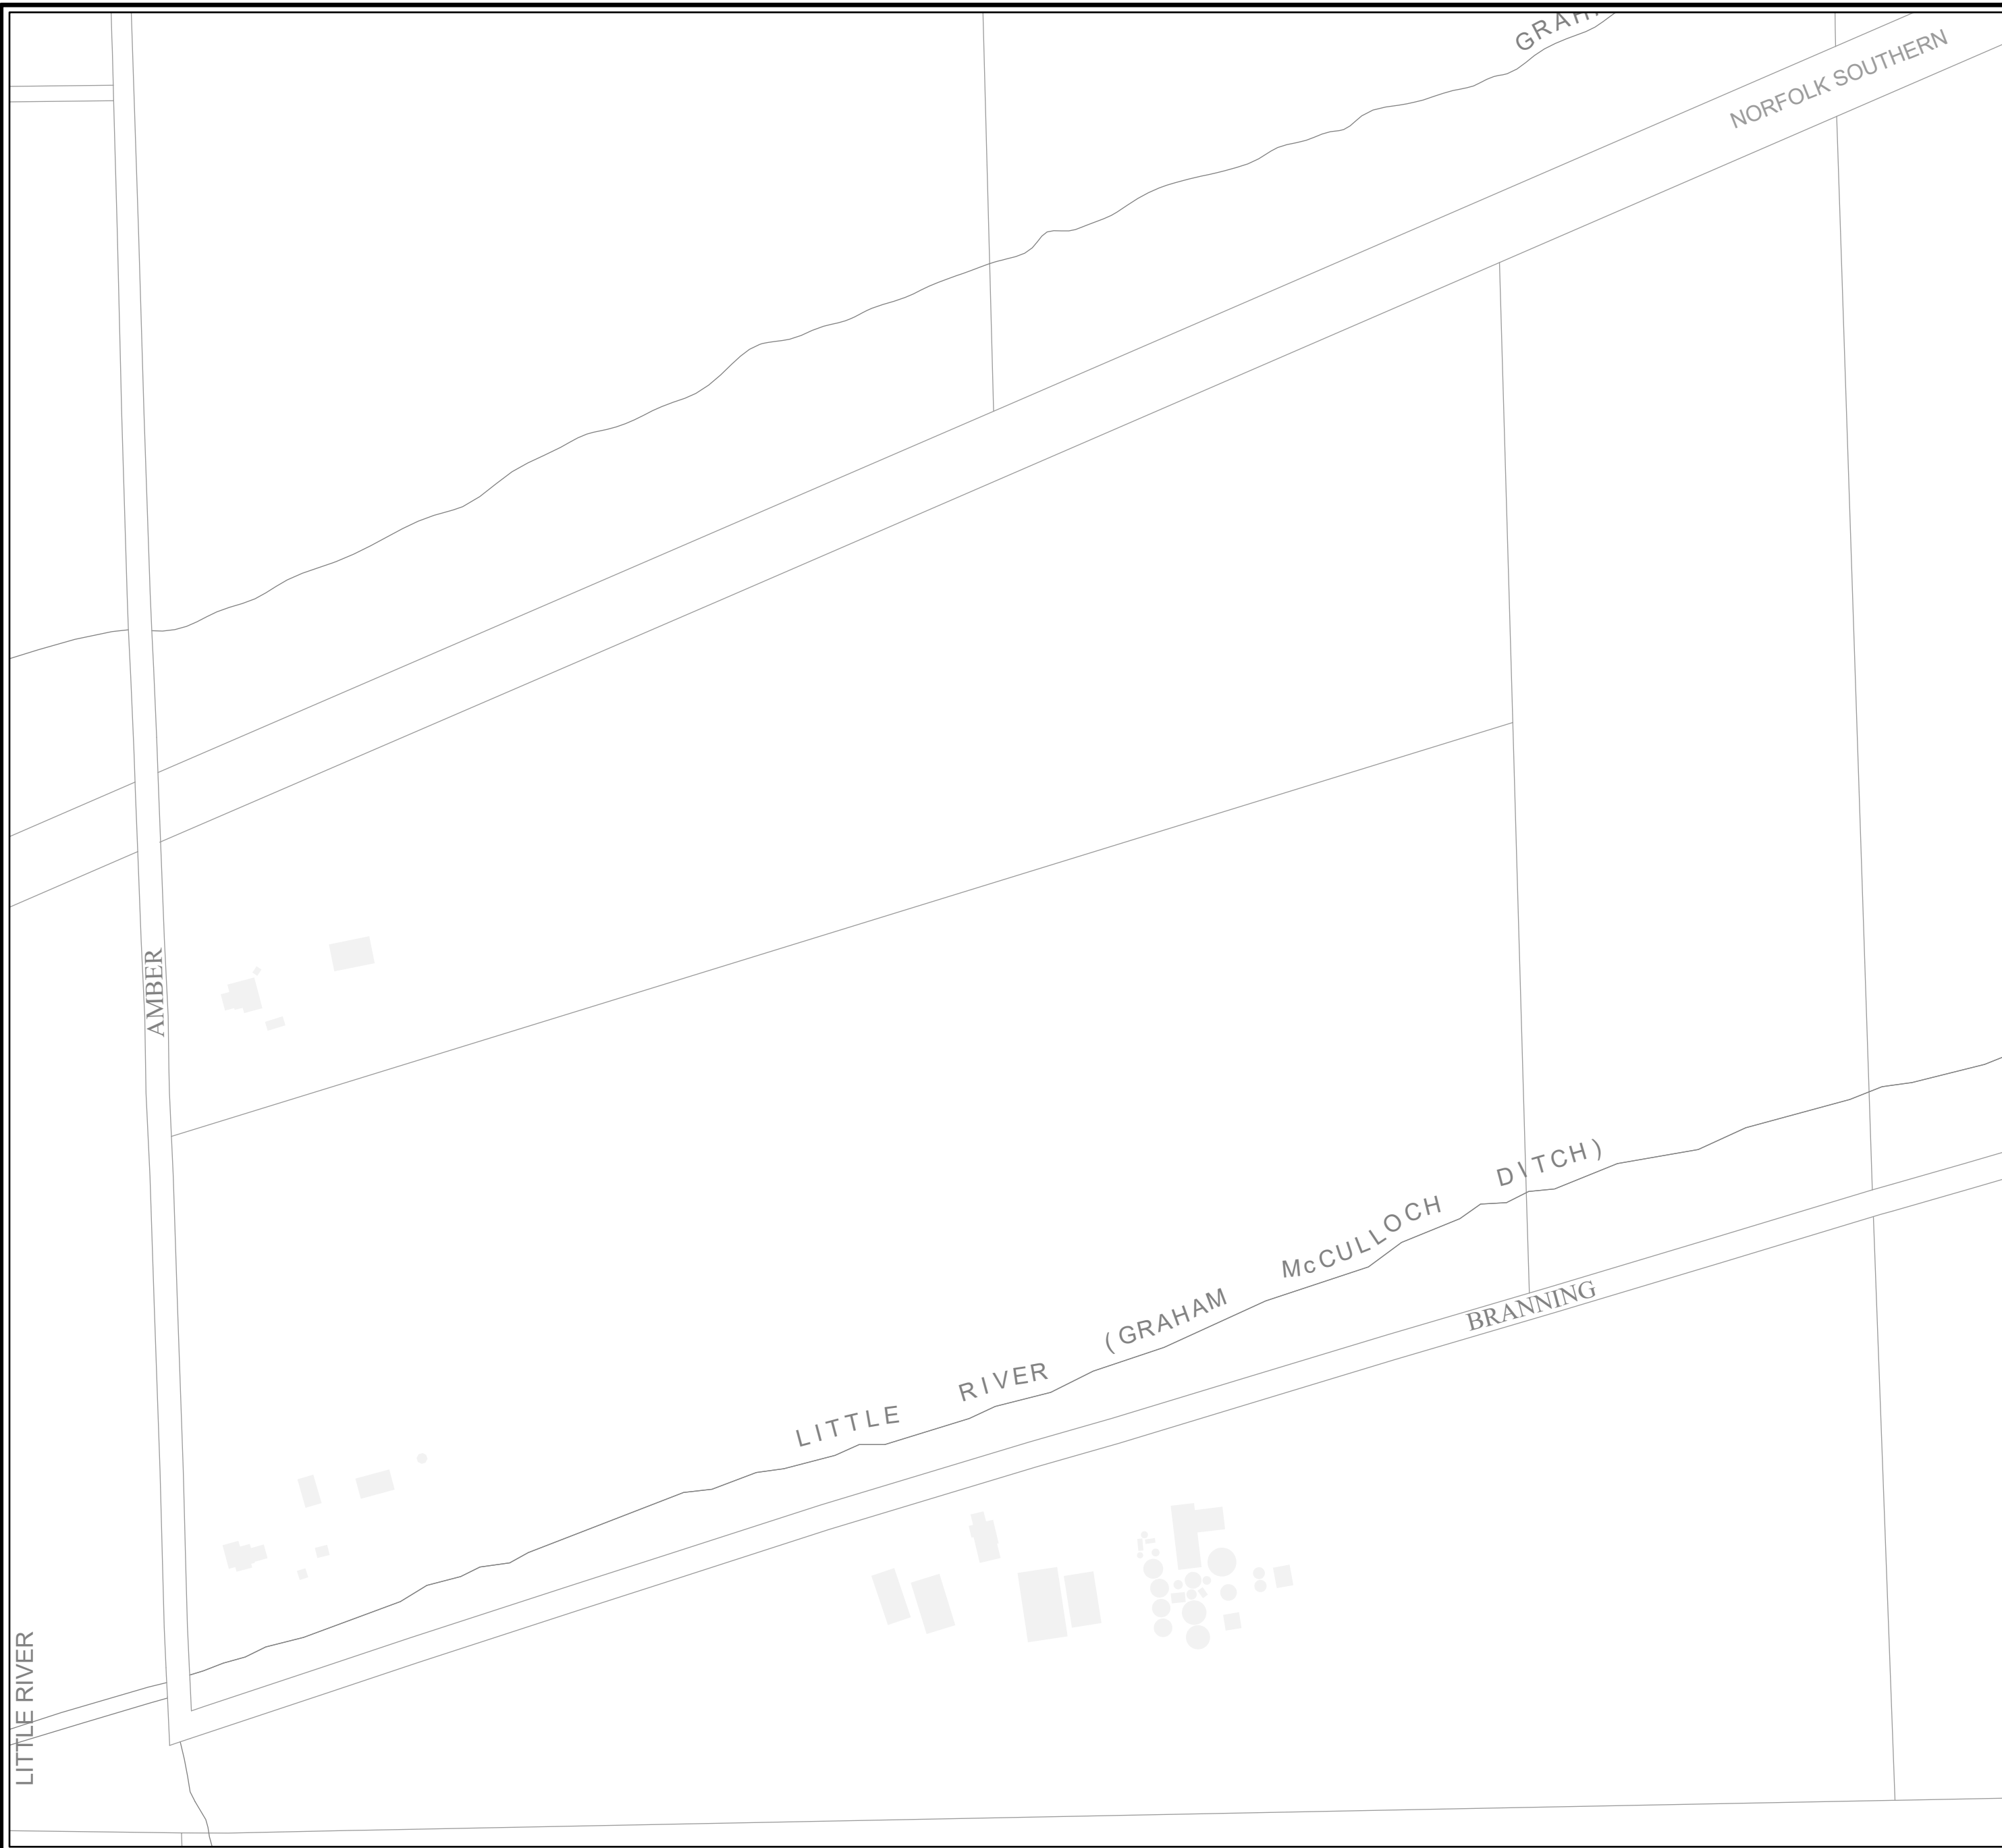 NORFOLK SOUTHERN
AMBER
LITTLE RIVER (GRAHAM McCULLOCH DITCH)
BRANNING
LITTLE RIVER